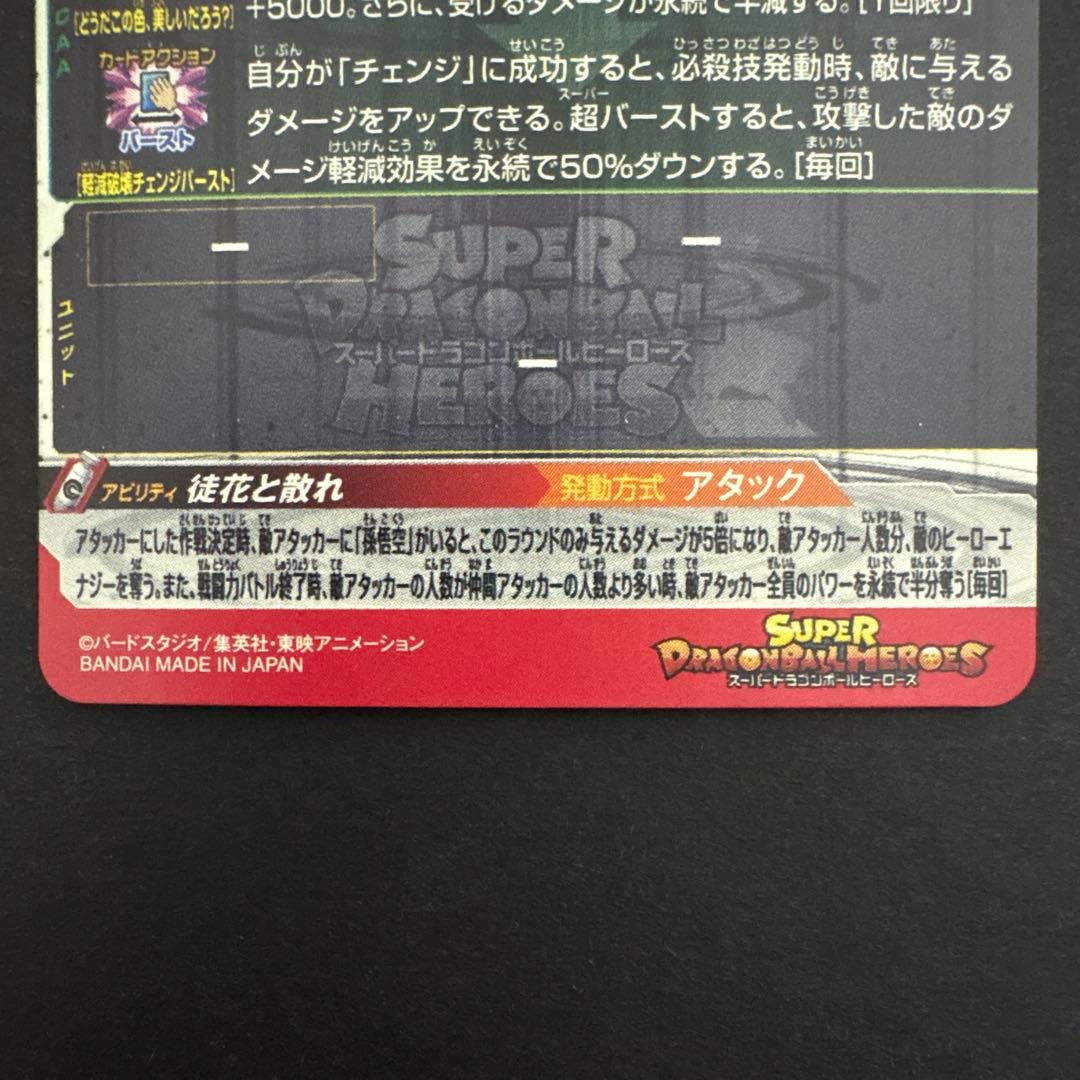 [どうだこの色、美しいだろう?]
+5000。さらに、受けるダメージが永続で半減する。[1回限り]
DAA
カードアクション
バースト
[軽減破壊チェンジバースト]
自分が「チェンジ」に成功すると、必殺技発動時、敵に与える
ダメージをアップできる。超バーストすると、攻撃した敵のダ
メージ軽減効果を永続で50%ダウンする。[毎回]
ユニット
SUPER
DRAGON BALL
スーパードラゴンボールヒーローズ
HEROES
アビリティ 徒花と散れ 発動方式 アタック
アタッカーにした作戦決定時、敵アタッカーに「孫悟空」がいると、このラウンドのみ与えるダメージが5倍になり、敵アタッカー人数分、敵のヒーローエ
ナジーを奪う。また、戦闘力バトル終了時、敵アタッカーの人数が仲間アタッカーの人数より多い時、敵アタッカー全員のパワーを永続で半分奪う[毎回]
©バードスタジオ/集英社・東映アニメーション
BANDAI MADE IN JAPAN
SUPER
DRAGONBALL HEROES
スーパードラゴンボールヒーローズ